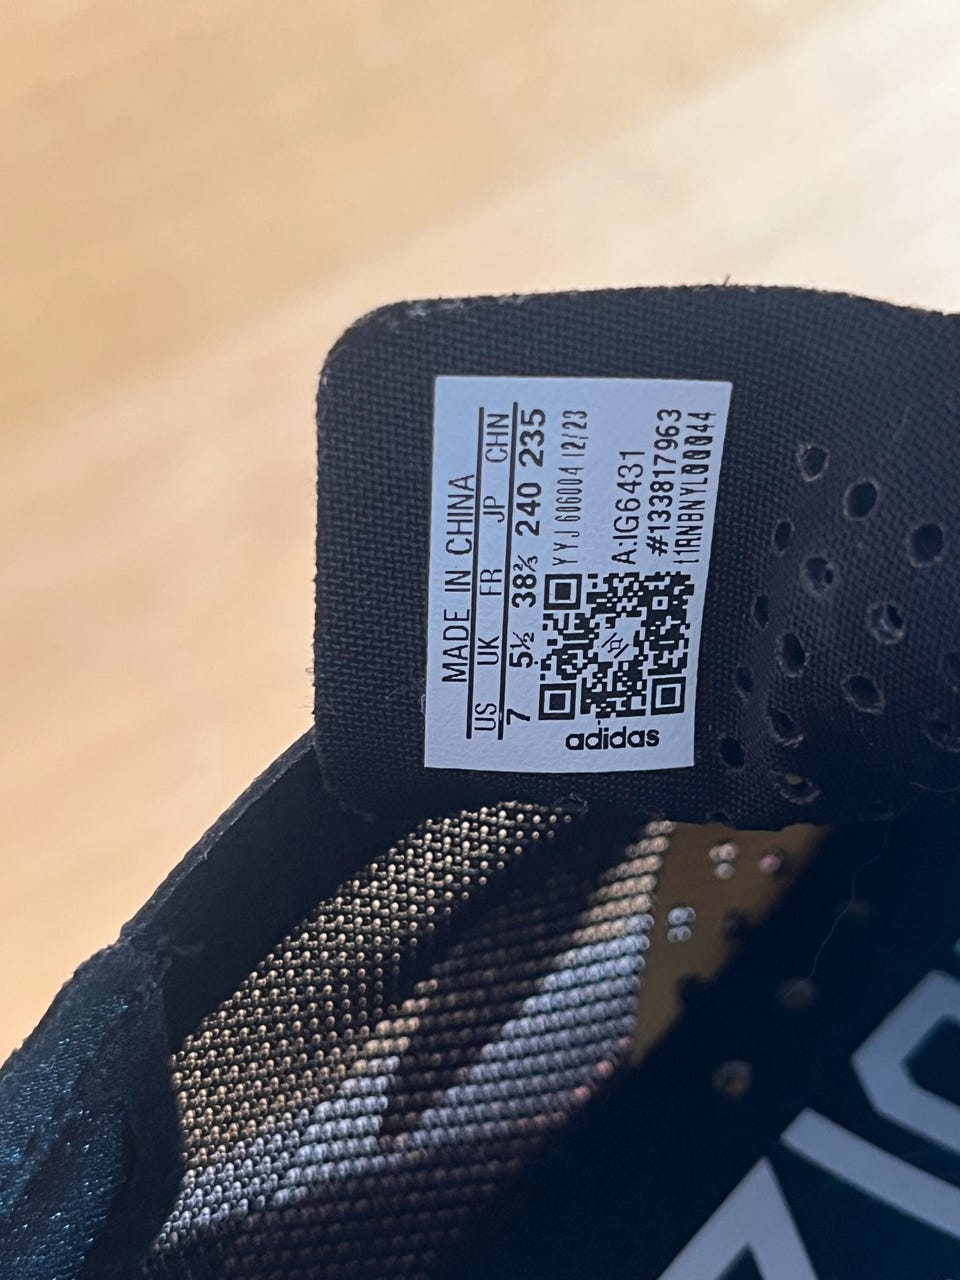 MADE IN CHINA
US UK FR JP CHN
7 5½ 38⅔ 240 235
YYJ 606004 12/23
A:IG6431
#133817963
adidas